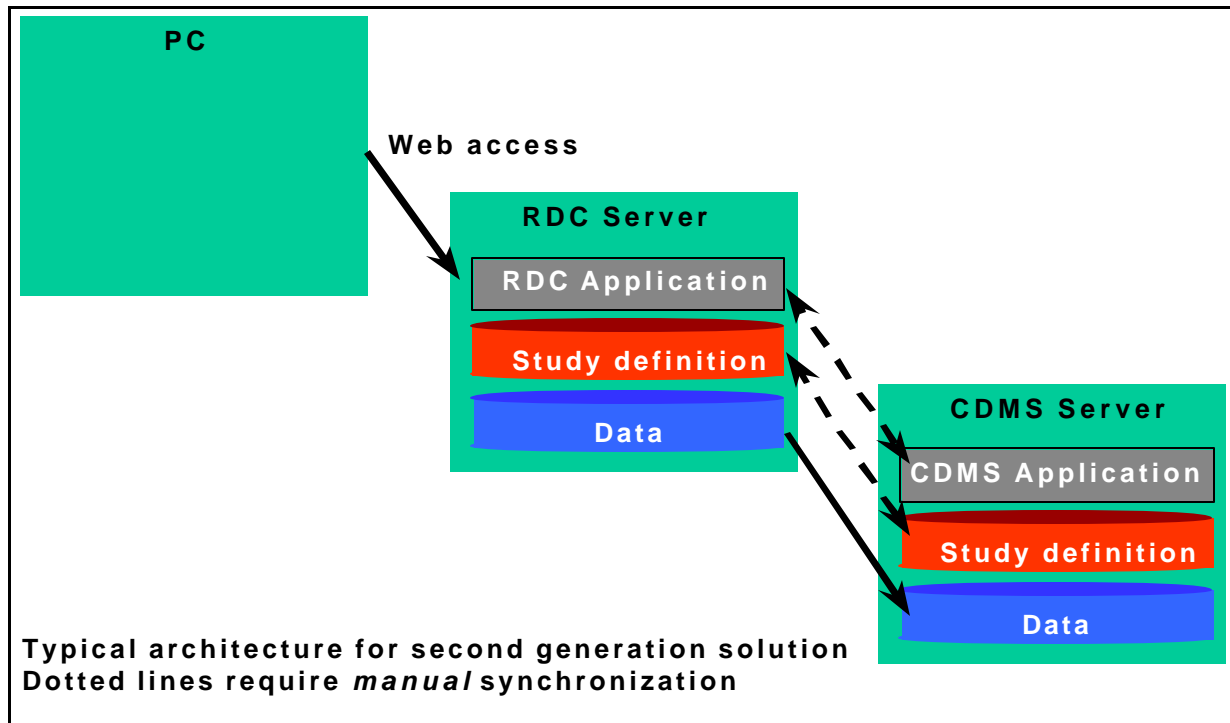 PC
Web access
RDC Server
RDC Application
Study definition
Data
CDMS Server
CDMS Application
Study definition
Data
Typical architecture for second generation solution
Dotted lines require manual synchronization